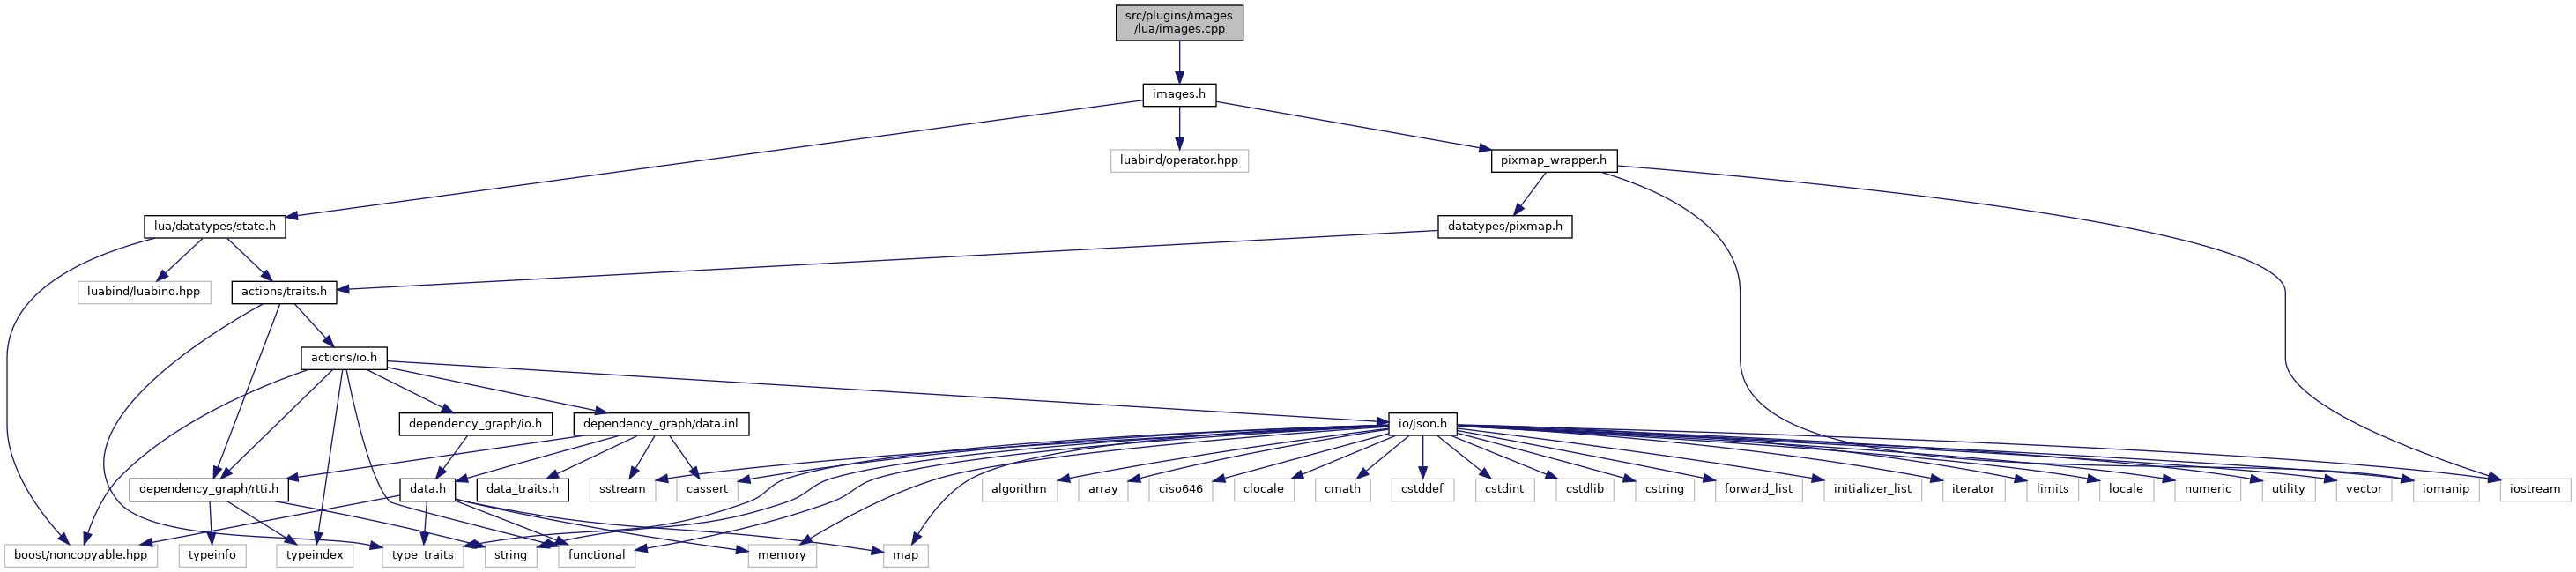 src/plugins/images
/lua/images.cpp
images.h
luabind/operator.hpp
pixmap_wrapper.h
lua/datatypes/state.h
datatypes/pixmap.h
luabind/luabind.hpp
actions/traits.h
actions/io.h
dependency_graph/io.h
dependency_graph/data.inl
io/json.h
dependency_graph/rtti.h
data.h
data_traits.h
sstream
cassert
algorithm
array
ciso646
clocale
cmath
cstddef
cstdint
cstdlib
cstring
forward_list
initializer_list
iterator
limits
locale
numeric
utility
vector
iomanip
iostream
boost/noncopyable.hpp
typeinfo
typeindex
type_traits
string
functional
memory
map